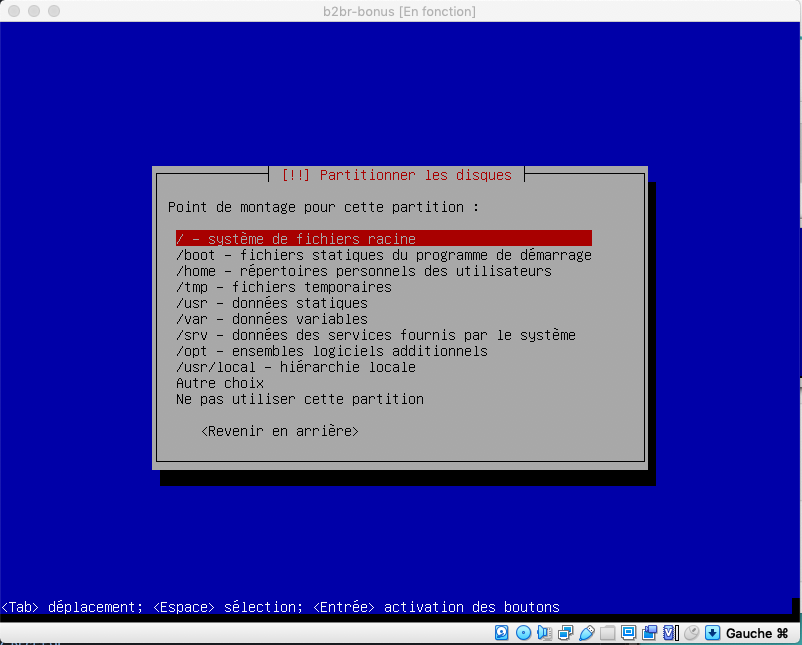 b2br-bonus [En fonction]
[!!] Partitionner les disques
Point de montage pour cette partition :
/ – système de fichiers racine
/boot – fichiers statiques du programme de démarrage
/home – répertoires personnels des utilisateurs
/tmp – fichiers temporaires
/usr – données statiques
/var – données variables
/srv – données des services fournis par le système
/opt – ensembles logiciels additionnels
/usr/local – hiérarchie locale
Autre choix
Ne pas utiliser cette partition
<Revenir en arrière>
<Tab> déplacement; <Espace> sélection; <Entrée> activation des boutons
Gauche ⌘